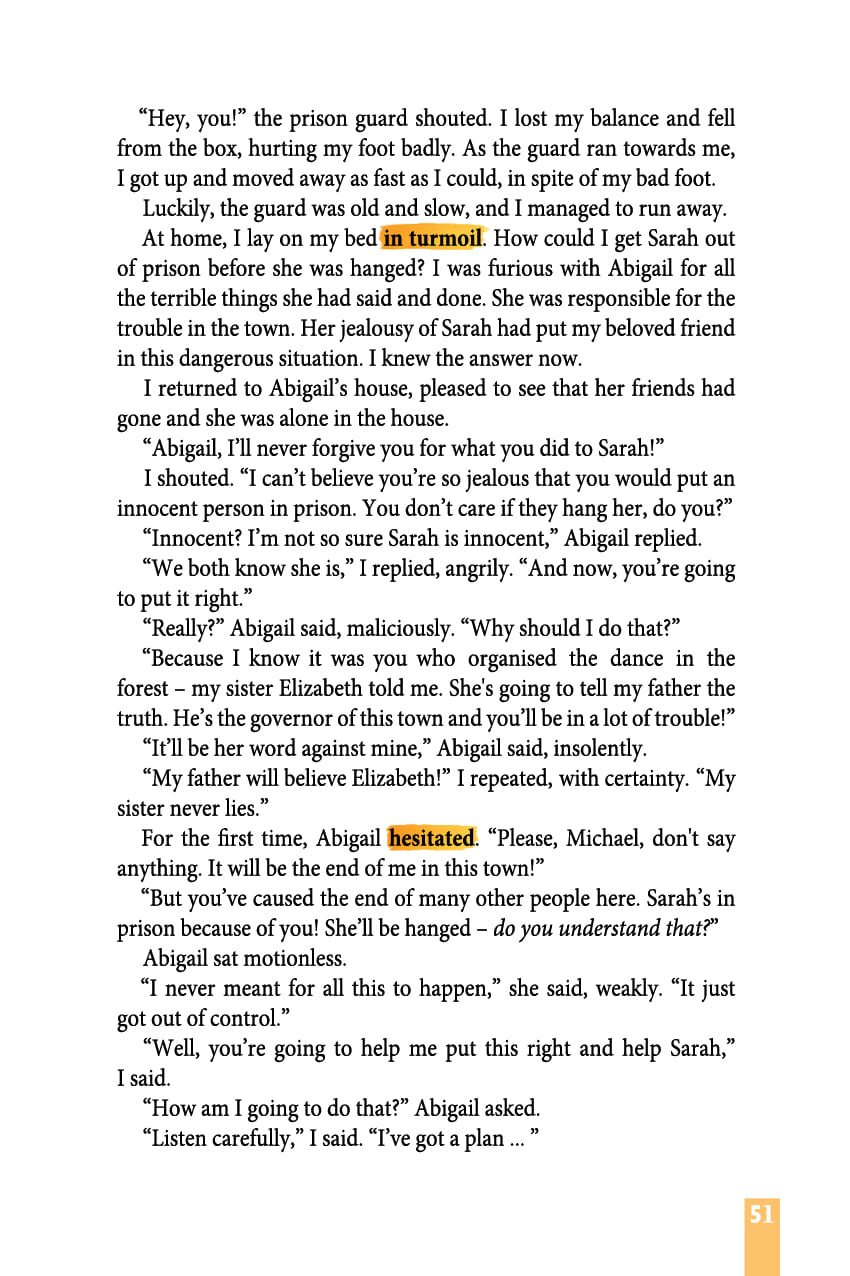 “Hey, you!” the prison guard shouted. I lost my balance and fell
from the box, hurting my foot badly. As the guard ran towards me,
I got up and moved away as fast as I could, in spite of my bad foot.
Luckily, the guard was old and slow, and I managed to run away.
At home, I lay on my bed in turmoil. How could I get Sarah out
of prison before she was hanged? I was furious with Abigail for all
the terrible things she had said and done. She was responsible for the
trouble in the town. Her jealousy of Sarah had put my beloved friend
in this dangerous situation. I knew the answer now.
I returned to Abigail’s house, pleased to see that her friends had
gone and she was alone in the house.
“Abigail, I’ll never forgive you for what you did to Sarah!”
I shouted. “I can’t believe you’re so jealous that you would put an
innocent person in prison. You don’t care if they hang her, do you?”
“Innocent? I’m not so sure Sarah is innocent,” Abigail replied.
“We both know she is,” I replied, angrily. “And now, you’re going
to put it right.”
“Really?” Abigail said, maliciously. “Why should I do that?”
“Because I know it was you who organised the dance in the
forest – my sister Elizabeth told me. She's going to tell my father the
truth. He’s the governor of this town and you’ll be in a lot of trouble!”
“It’ll be her word against mine,” Abigail said, insolently.
“My father will believe Elizabeth!” I repeated, with certainty. “My
sister never lies.”
For the first time, Abigail hesitated. “Please, Michael, don't say
anything. It will be the end of me in this town!”
“But you’ve caused the end of many other people here. Sarah’s in
prison because of you! She’ll be hanged – do you understand that?”
Abigail sat motionless.
“I never meant for all this to happen,” she said, weakly. “It just
got out of control.”
“Well, you’re going to help me put this right and help Sarah,”
I said.
“How am I going to do that?” Abigail asked.
“Listen carefully,” I said. “I’ve got a plan ... ”
51